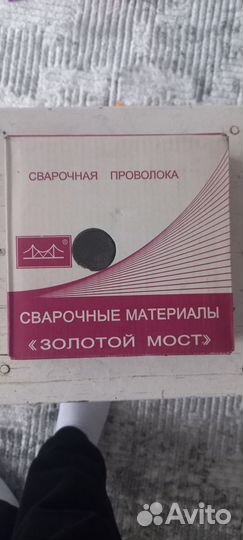 СВАРОЧНАЯ ПРОВОЛОКА
®
СВАРОЧНЫЕ МАТЕРИАЛЫ
«ЗОЛОТОЙ МОСТ»
Avito